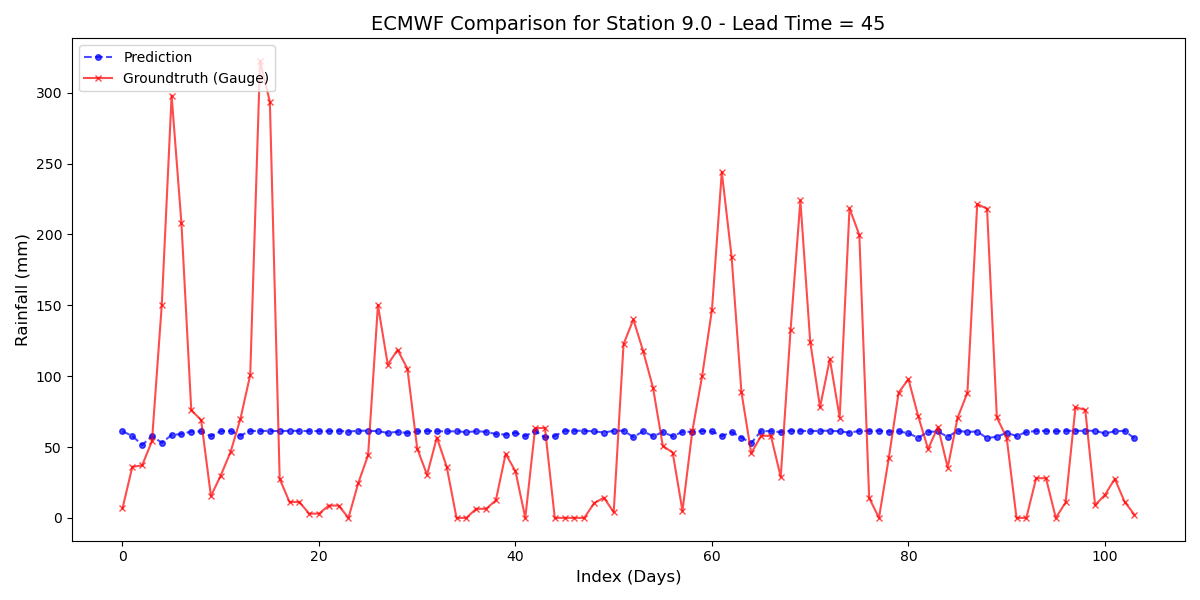 ECMWF Comparison for Station 9.0 - Lead Time = 45
Prediction
Groundtruth (Gauge)
Rainfall (mm)
300
250
200
150
100
50
0
0 20 40 60 80 100
Index (Days)